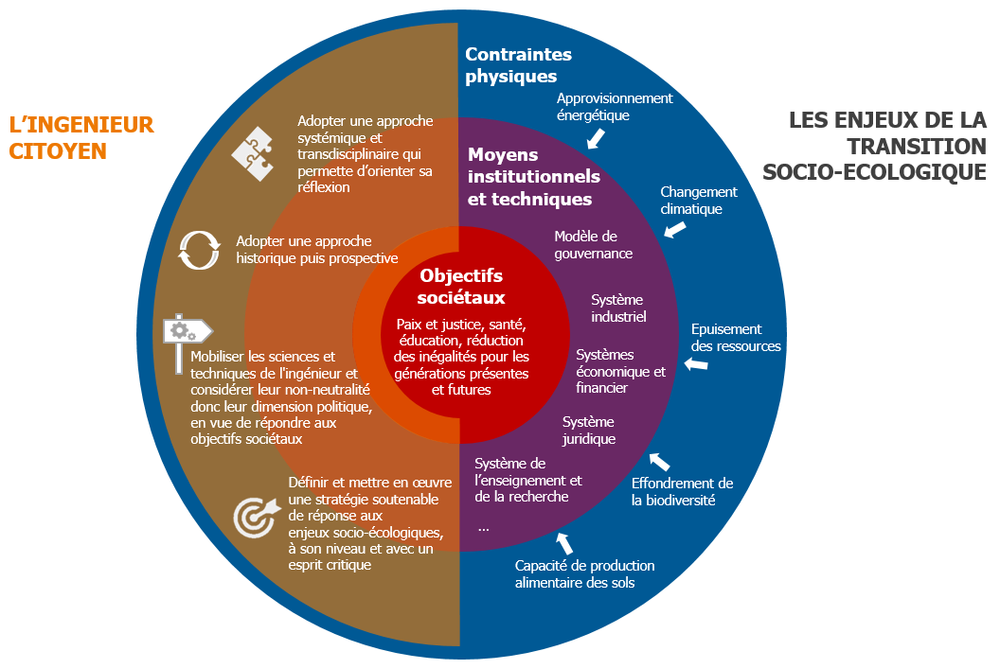 L'INGENIEUR
CITOYEN
Adopter une approche
systémique et
transdisciplinaire qui
permette d'orienter sa
réflexion
Adopter une approche
historique puis prospective
Mobiliser les sciences et
techniques de l'ingénieur et
considérer leur non-neutralité
donc leur dimension politique,
en vue de répondre aux
objectifs sociétaux
Définir et mettre en œuvre
une stratégie soutenable
de réponse aux
enjeux socio-écologiques,
à son niveau et avec un
esprit critique
Objectifs
sociétaux
Paix et justice, santé,
éducation, réduction
des inégalités pour les
générations présentes
et futures
Moyens
institutionnels
et techniques
Modèle de
gouvernance
Système
industriel
Systèmes
économique et
financier
Système
juridique
Système de
l'enseignement et
de la recherche
...
Contraintes
physiques
Approvisionnement
énergétique
Changement
climatique
Epuisement
des ressources
Effondrement de
la biodiversité
Capacité de production
alimentaire des sols
LES ENJEUX DE LA
TRANSITION
SOCIO-ECOLOGIQUE